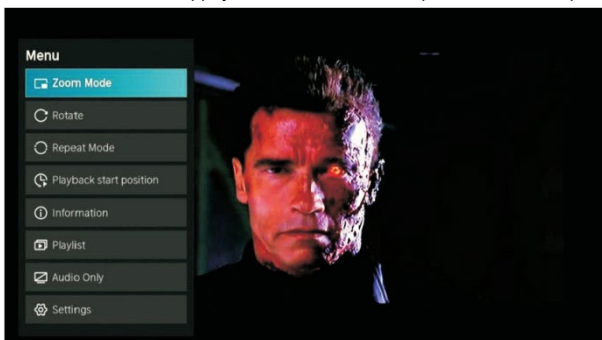 Menu
Zoom Mode
Rotate
Repeat Mode
Playback start position
Information
Playlist
Audio Only
Settings